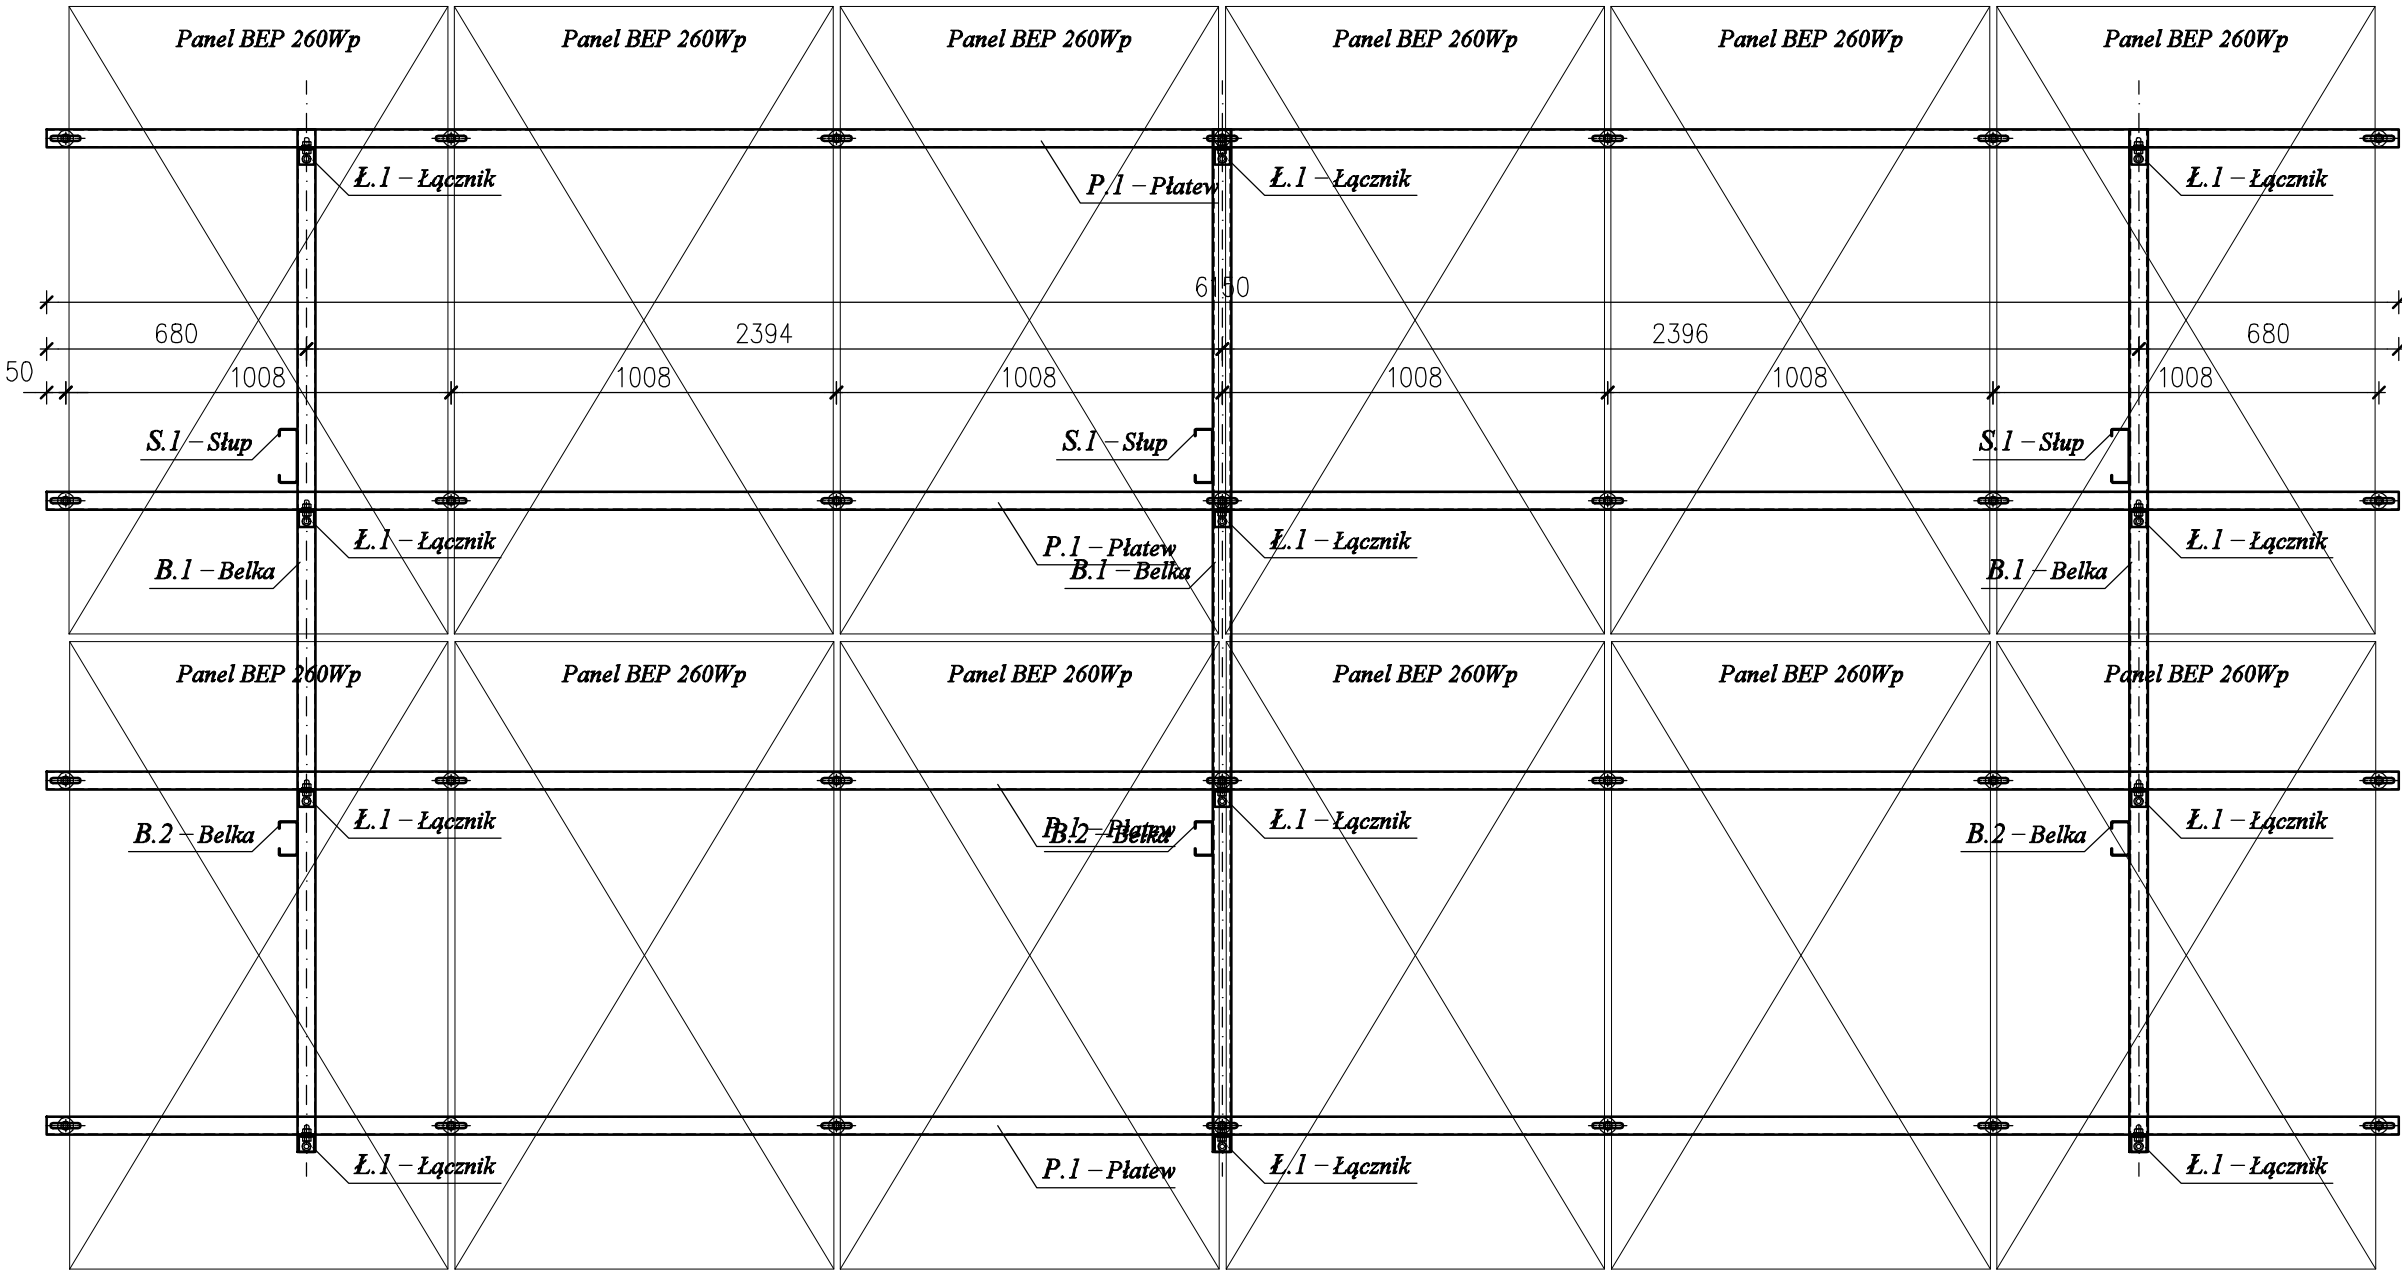 Panel BEP 260Wp
Panel BEP 260Wp
Panel BEP 260Wp
Panel BEP 260Wp
Panel BEP 260Wp
Panel BEP 260Wp
Ł.1 – Łącznik
P.1 – Płatew
Ł.1 – Łącznik
Ł.1 – Łącznik
6150
680
2394
2396
680
50
1008
1008
1008
1008
1008
1008
S.1 – Słup
S.1 – Słup
S.1 – Słup
Ł.1 – Łącznik
P.1 – Płatew
Ł.1 – Łącznik
Ł.1 – Łącznik
B.1 – Belka
B.1 – Belka
B.1 – Belka
Panel BEP 260Wp
Panel BEP 260Wp
Panel BEP 260Wp
Panel BEP 260Wp
Panel BEP 260Wp
Panel BEP 260Wp
Ł.1 – Łącznik
P.1 – Płatew
Ł.1 – Łącznik
Ł.1 – Łącznik
B.2 – Belka
B.2 – Belka
B.2 – Belka
Ł.1 – Łącznik
P.1 – Płatew
Ł.1 – Łącznik
Ł.1 – Łącznik